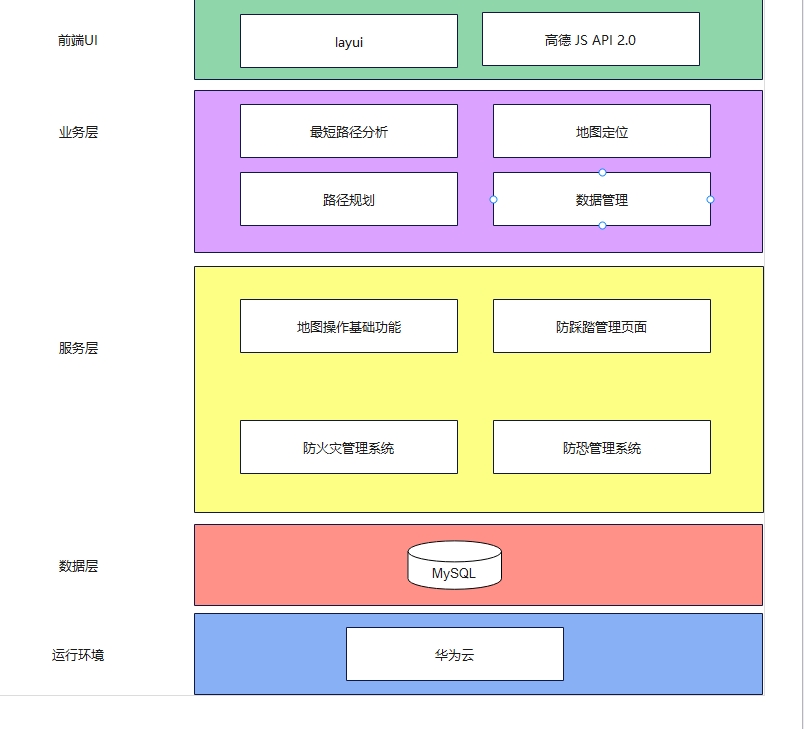 前端UI
layui
高德 JS API 2.0
业务层
最短路径分析
地图定位
路径规划
数据管理
服务层
地图操作基础功能
防踩踏管理页面
防火灾管理系统
防恐管理系统
数据层
MySQL
运行环境
华为云